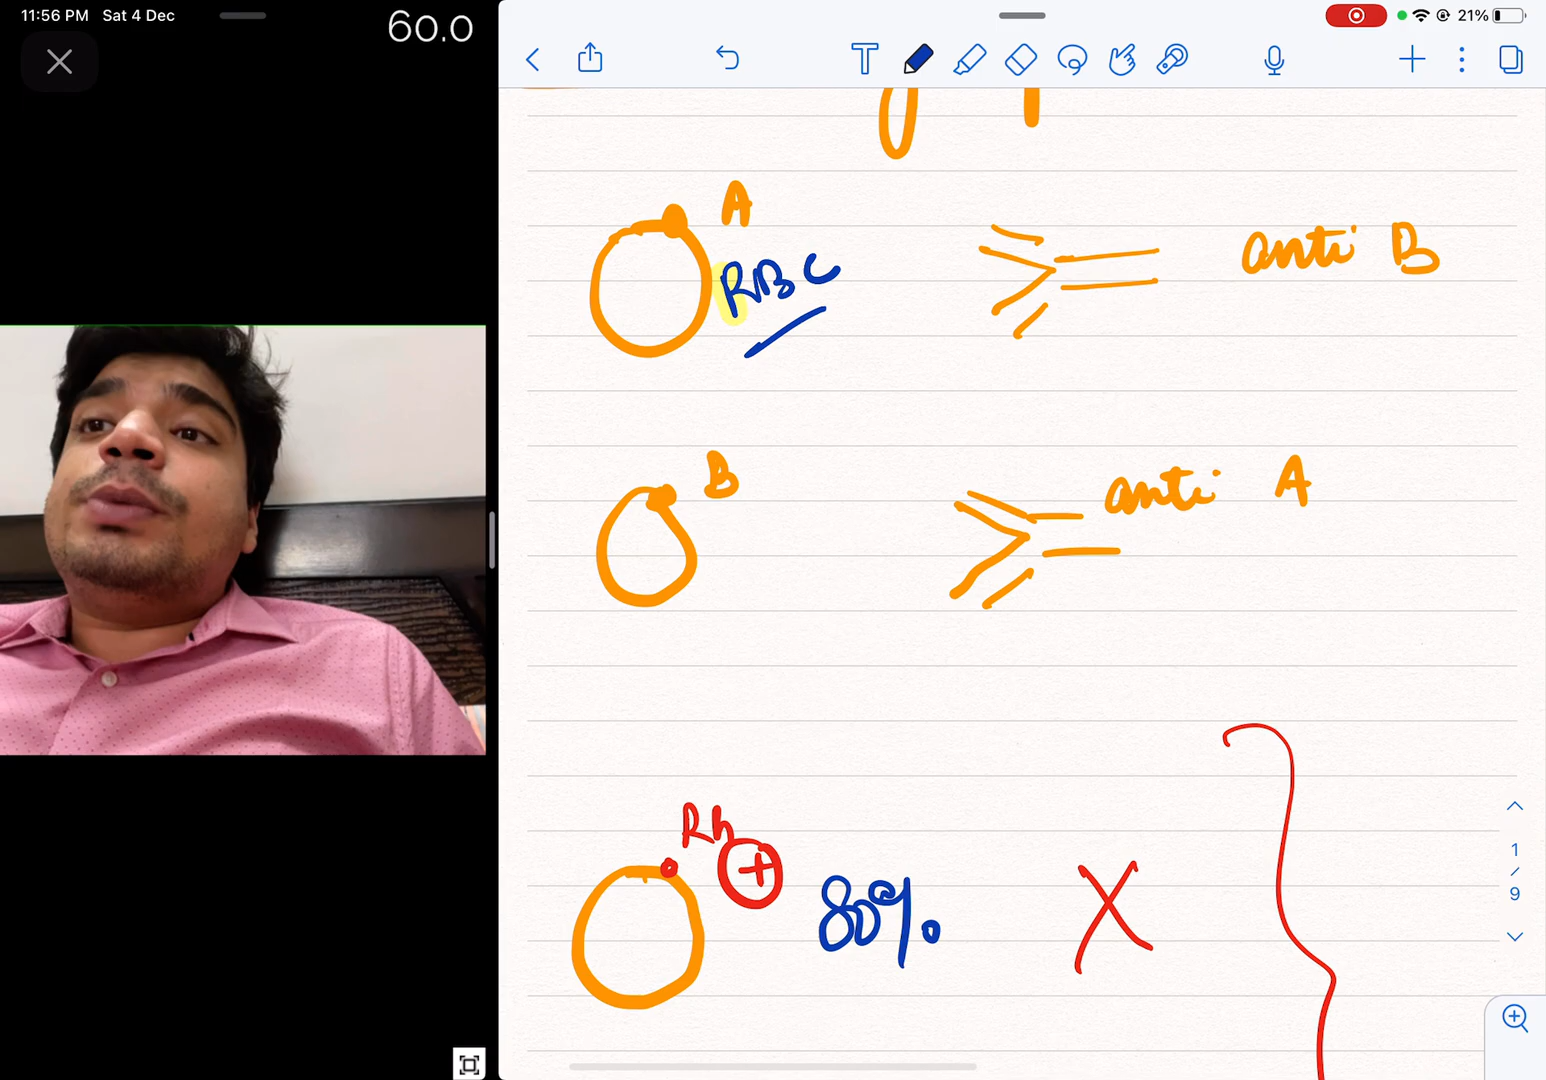 11:56 PM Sat 4 Dec
60.0
21%
T
A
RBC
anti B
B
anti A
Rh
+
80%
X
1
/
9